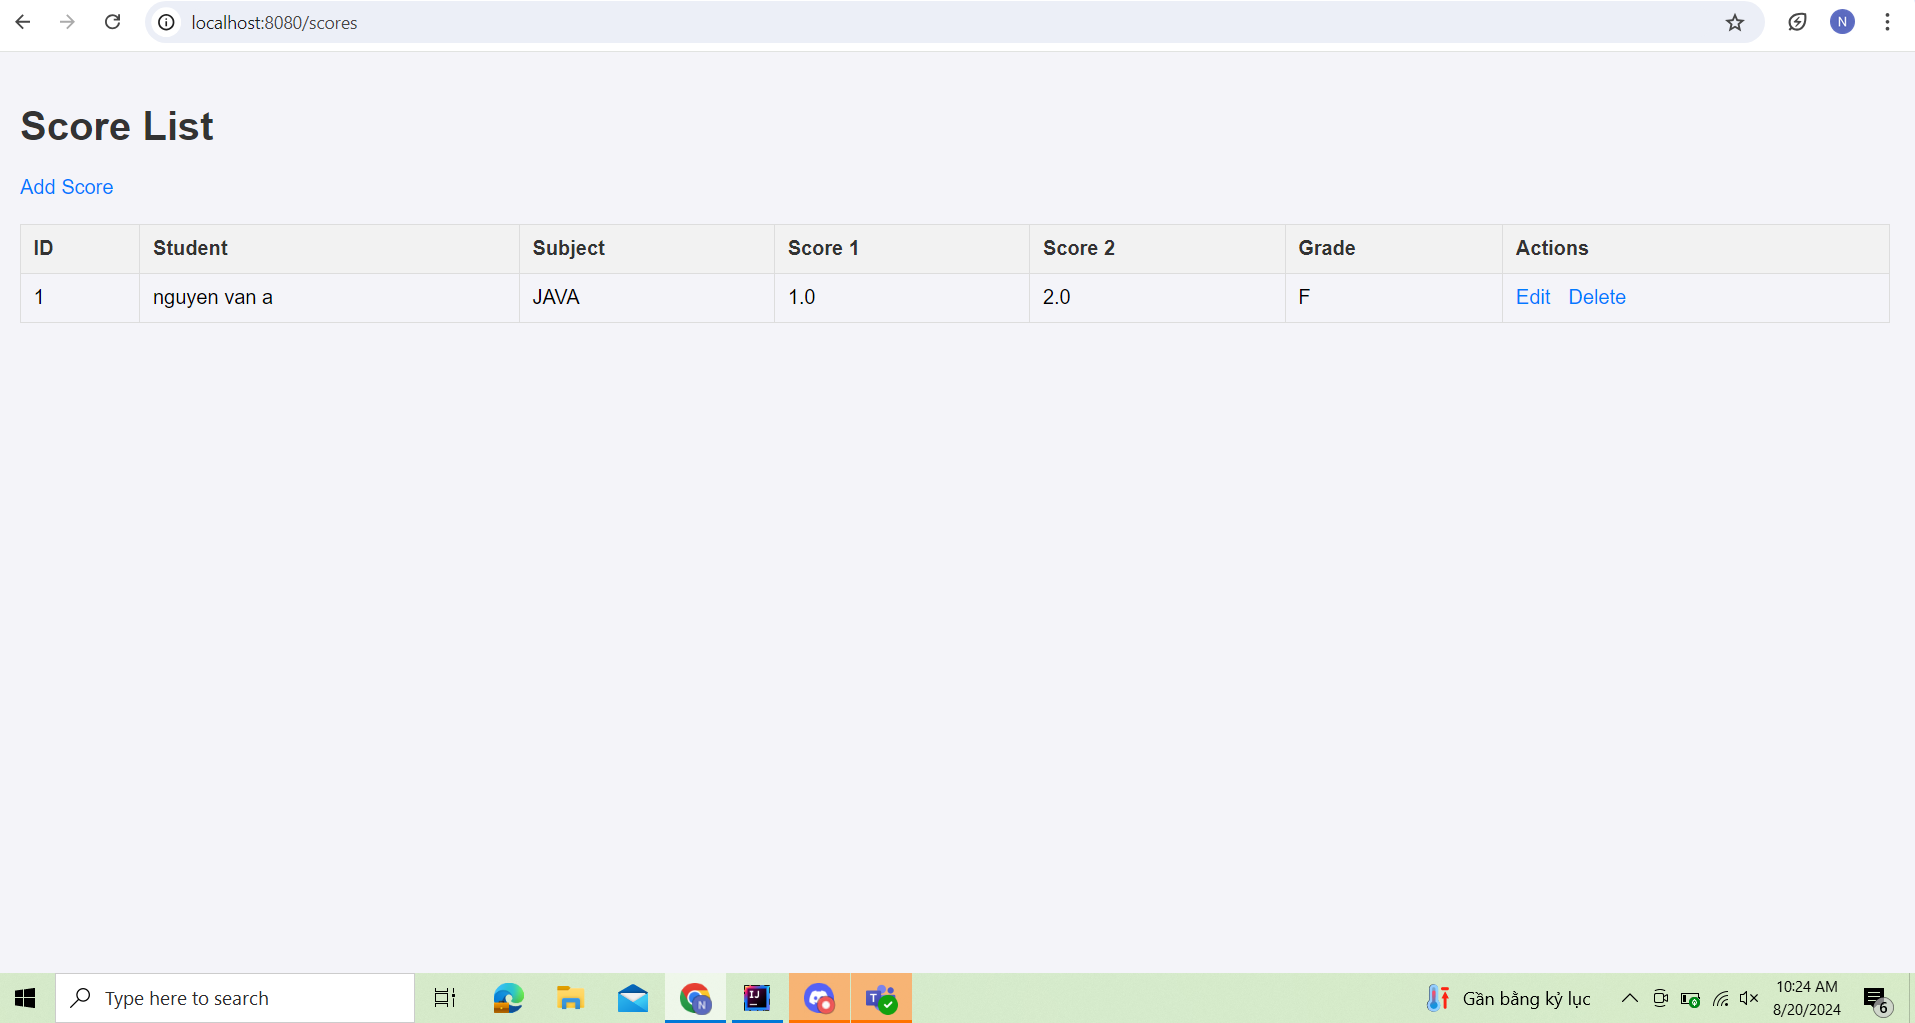 localhost:8080/scores
N
Score List
Add Score
ID Student Subject Score 1 Score 2 Grade Actions
1 nguyen van a JAVA 1.0 2.0 F Edit Delete
Type here to search
N
IJ
T
Gần bằng kỷ lục
10:24 AM
8/20/2024
6